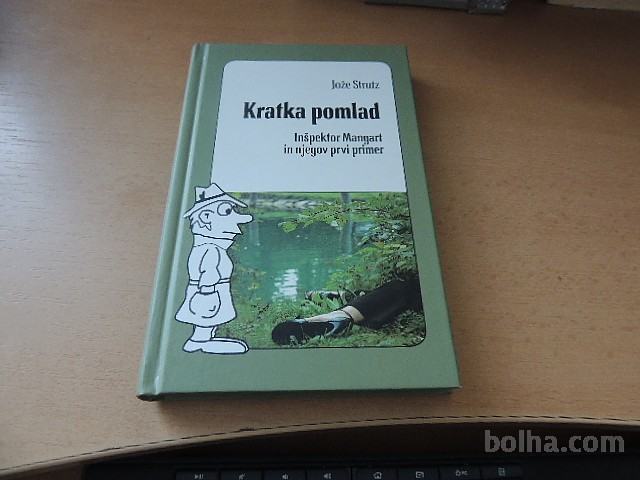 Jože Strutz
Kratka pomlad
Inšpektor Mangart
in njegov prvi primer
bolha.com